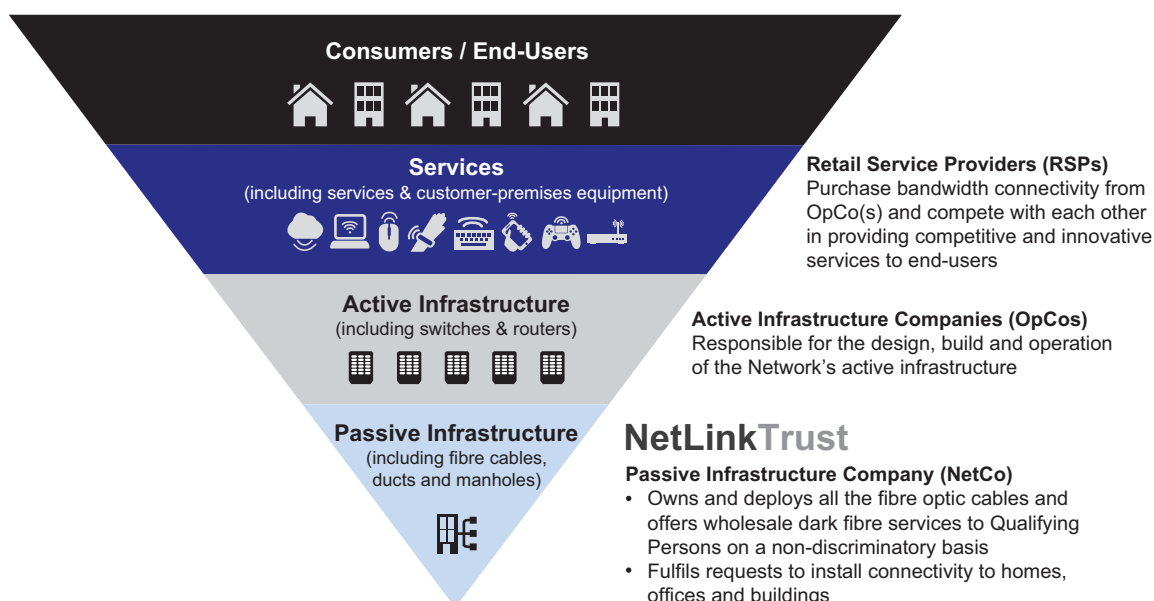 Consumers / End-Users
Services
(including services & customer-premises equipment)
Retail Service Providers (RSPs)
Purchase bandwidth connectivity from
OpCo(s) and compete with each other
in providing competitive and innovative
services to end-users
Active Infrastructure
(including switches & routers)
Active Infrastructure Companies (OpCos)
Responsible for the design, build and operation
of the Network's active infrastructure
Passive Infrastructure
(including fibre cables,
ducts and manholes)
NetLinkTrust
Passive Infrastructure Company (NetCo)
• Owns and deploys all the fibre optic cables and
offers wholesale dark fibre services to Qualifying
Persons on a non-discriminatory basis
• Fulfils requests to install connectivity to homes,
offices and buildings